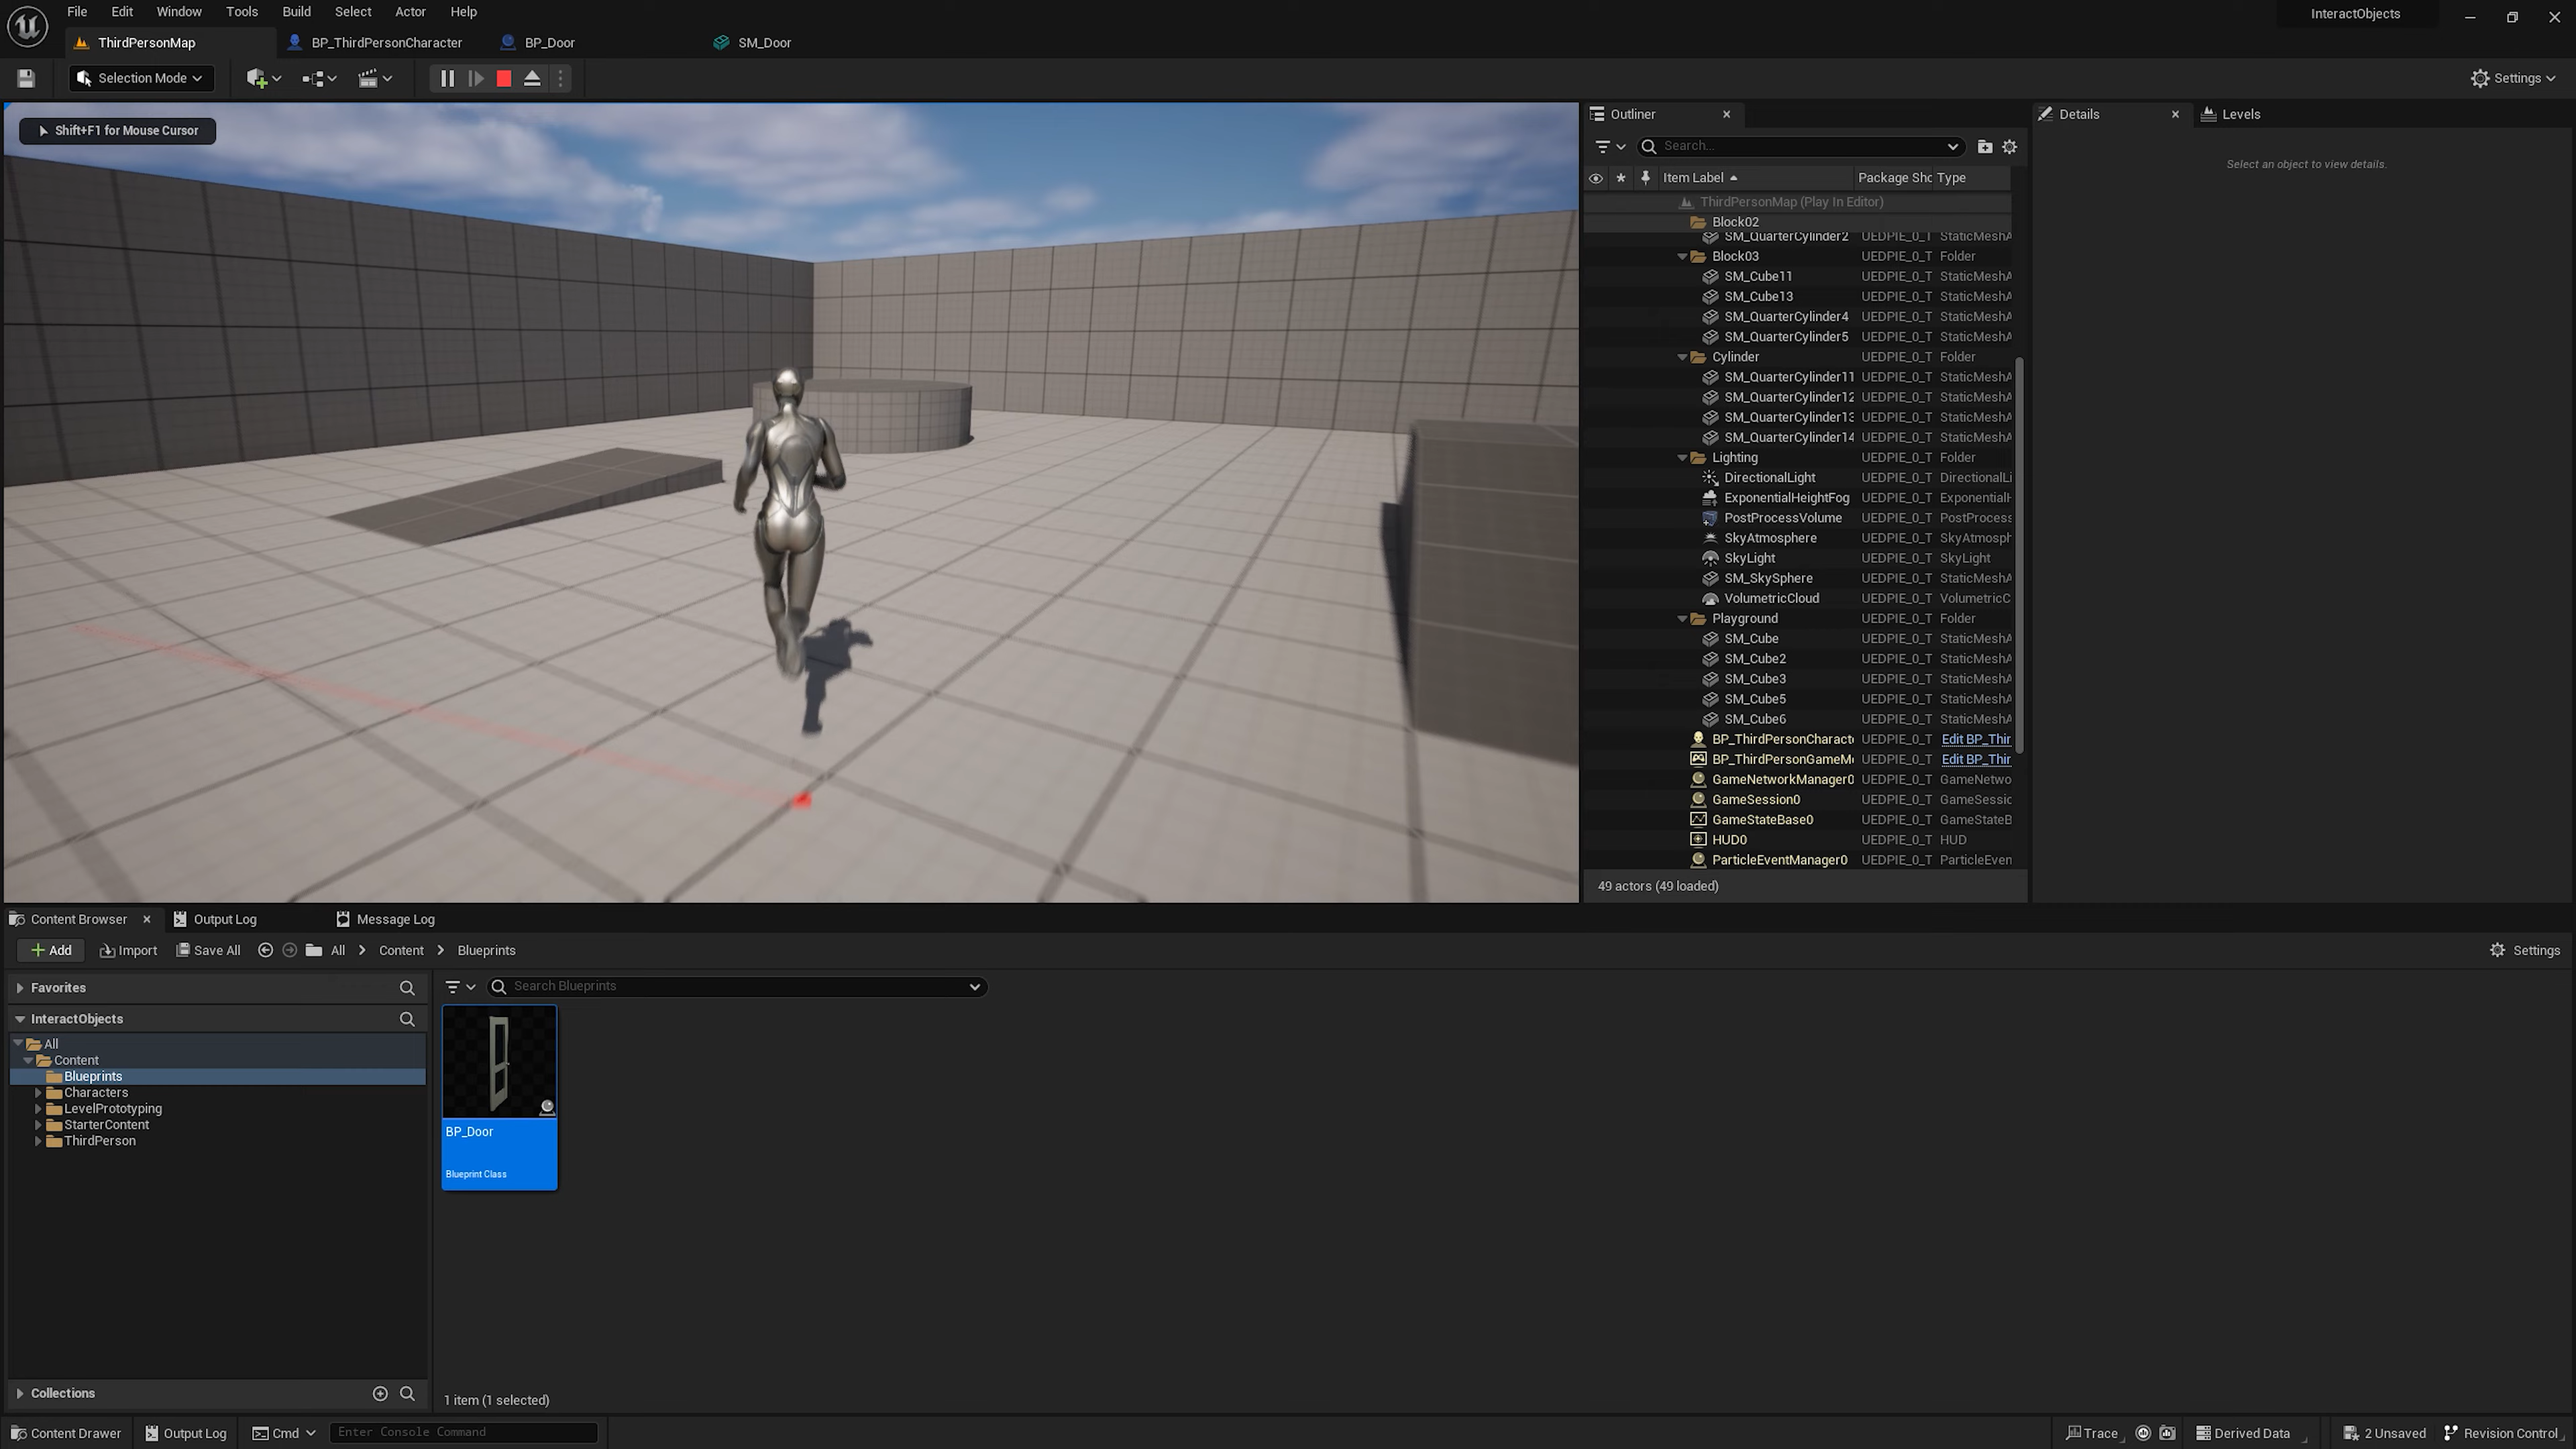 File Edit Window Tools Build Select Actor Help
InteractObjects
ThirdPersonMap
BP_ThirdPersonCharacter
BP_Door
SM_Door
Selection Mode
Settings
Shift+F1 for Mouse Cursor
Outliner
Search...
Item Label Package Shc Type
ThirdPersonMap (Play In Editor)
Block02
SM_QuarterCylinder2 UEDPIE_0_T StaticMeshA
Block03 UEDPIE_0_T Folder
SM_Cube11 UEDPIE_0_T StaticMeshA
SM_Cube13 UEDPIE_0_T StaticMeshA
SM_QuarterCylinder4 UEDPIE_0_T StaticMeshA
SM_QuarterCylinder5 UEDPIE_0_T StaticMeshA
Cylinder UEDPIE_0_T Folder
SM_QuarterCylinder11 UEDPIE_0_T StaticMeshA
SM_QuarterCylinder12 UEDPIE_0_T StaticMeshA
SM_QuarterCylinder13 UEDPIE_0_T StaticMeshA
SM_QuarterCylinder14 UEDPIE_0_T StaticMeshA
Lighting UEDPIE_0_T Folder
DirectionalLight UEDPIE_0_T DirectionalLi
ExponentialHeightFog UEDPIE_0_T ExponentialH
PostProcessVolume UEDPIE_0_T PostProcess
SkyAtmosphere UEDPIE_0_T SkyAtmosph
SkyLight UEDPIE_0_T SkyLight
SM_SkySphere UEDPIE_0_T StaticMeshA
VolumetricCloud UEDPIE_0_T VolumetricC
Playground UEDPIE_0_T Folder
SM_Cube UEDPIE_0_T StaticMeshA
SM_Cube2 UEDPIE_0_T StaticMeshA
SM_Cube3 UEDPIE_0_T StaticMeshA
SM_Cube5 UEDPIE_0_T StaticMeshA
SM_Cube6 UEDPIE_0_T StaticMeshA
BP_ThirdPersonCharact UEDPIE_0_T Edit BP_Thir
BP_ThirdPersonGameM UEDPIE_0_T Edit BP_Thir
GameNetworkManager0 UEDPIE_0_T GameNetwo
GameSession0 UEDPIE_0_T GameSessic
GameStateBase0 UEDPIE_0_T GameStateB
HUD0 UEDPIE_0_T HUD
ParticleEventManager0 UEDPIE_0_T ParticleEven
49 actors (49 loaded)
Details
Levels
Select an object to view details.
Content Browser
Output Log
Message Log
Add Import Save All All Content Blueprints
Settings
Favorites
InteractObjects
All
Content
Blueprints
Characters
LevelPrototyping
StarterContent
ThirdPerson
Collections
Search Blueprints
BP_Door
Blueprint Class
1 item (1 selected)
Content Drawer Output Log Cmd Enter Console Command
Trace Derived Data 2 Unsaved Revision Control